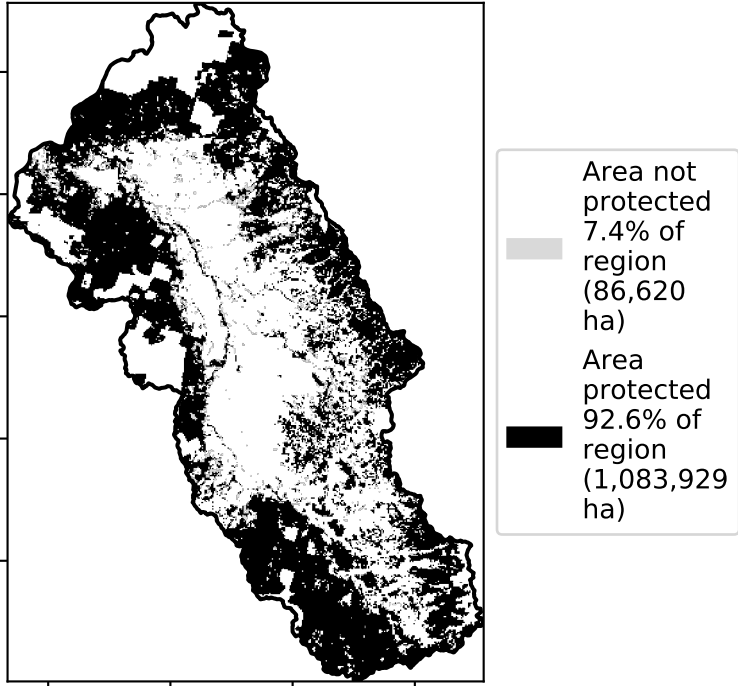 Area not
protected
7.4% of
region
(86,620
ha)
Area
protected
92.6% of
region
(1,083,929
ha)